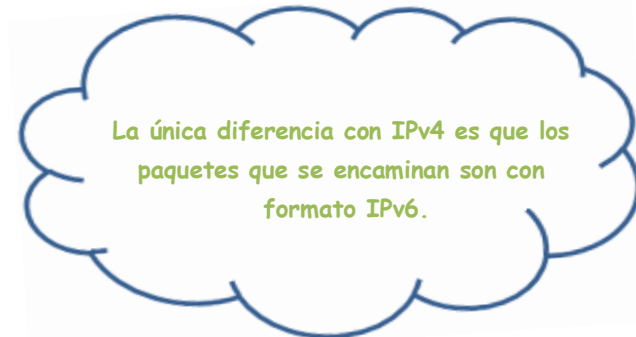 La única diferencia con IPv4 es que los
paquetes que se encaminan son con
formato IPv6.